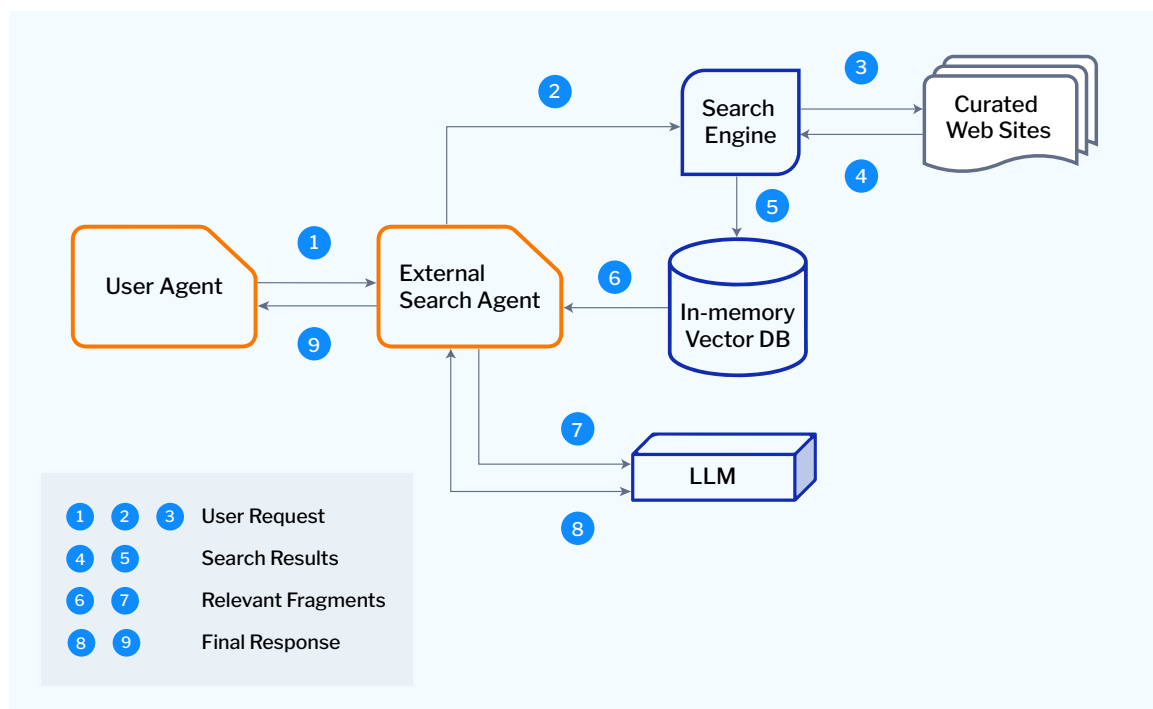 2
3
Search
Engine
Curated
Web Sites
4
5
1
User Agent
External
Search Agent
6
In-memory
Vector DB
9
7
LLM
8
1 2 3 User Request
4 5 Search Results
6 7 Relevant Fragments
8 9 Final Response